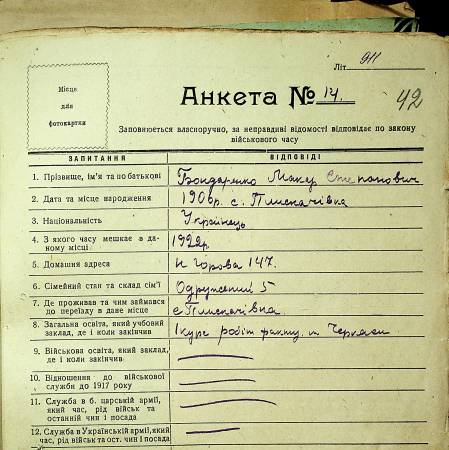 Літ. 911
Місце
для
фотокартки
Анкета № 14.
42
Заповнюється власноручно, за неправдиві відомості відповідає по закону
військового часу
ЗАПИТАННЯ ВІДПОВІДІ
1. Прізвище, ім'я та по батькові Бондаренко Макар Степанович
2. Дата та місце народження 1906р. с. Плискачівка
3. Національність Українець
4. З якого часу мешкає в да-
ному місці 1922р.
5. Домашня адреса 147.
6. Сімейний стан та склад сім'ї Одружений 5
7. Де проживав та чим займався
до переїзду в дане місце с Плискачівка
8. Загальна освіта, який учбовий
заклад, де і коли закінчив 1 курс робіт факту. м Черкаси
9. Військова освіта, який заклад,
де і коли закінчив
10. Відношення до військової
служби до 1917 року
11. Служба в б. царській армії,
який час, рід військ та
останній чин і посада
12. Служба в Українській армії, який
час, рід військ та ост. чин і посада